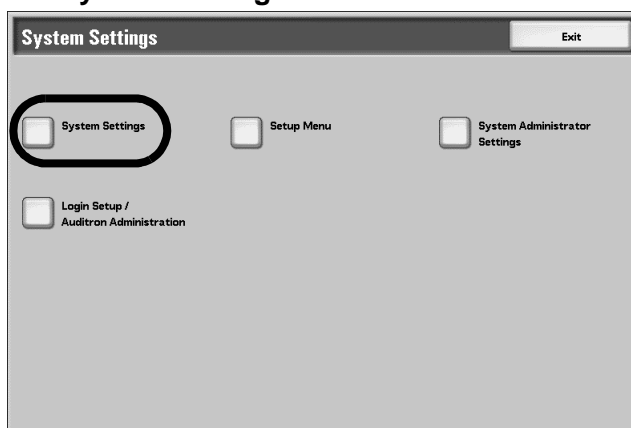 System Settings
Exit
System Settings
Setup Menu
System Administrator
Settings
Login Setup /
Auditron Administration